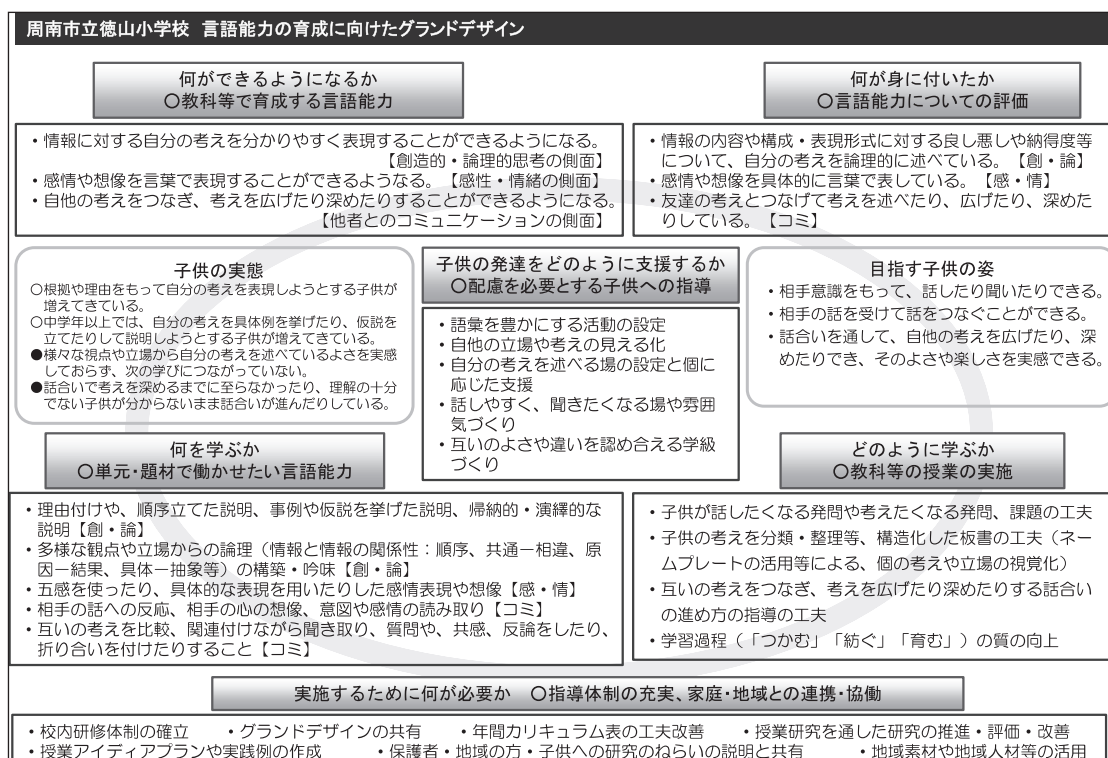 周南市立徳山小学校 言語能力の育成に向けたグランドデザイン
何ができるようになるか
○教科等で育成する言語能力
・情報に対する自分の考えを分かりやすく表現することができるようになる。
【創造的・論理的思考の側面】
・感情や想像を言葉で表現することができるようなる。【感性・情緒の側面】
・自他の考えをつなぎ、考えを広げたり深めたりすることができるようになる。
【他者とのコミュニケーションの側面】
何が身に付いたか
○言語能力についての評価
・情報の内容や構成・表現形式に対する良し悪しや納得度等
について、自分の考えを論理的に述べている。【創・論】
・感情や想像を具体的に言葉で表している。【感・情】
・友達の考えとつなげて考えを述べたり、広げたり、深めた
りしている。【コミ】
子供の実態
○根拠や理由をもって自分の考えを表現しようとする子供が
増えてきている。
○中学年以上では、自分の考えを具体例を挙げたり、仮説を
立てたりして説明しようとする子供が増えてきている。
●様々な視点や立場から自分の考えを述べているよさを実感
しておらず、次の学びにつながっていない。
●話合いで考えを深めるまでに至らなかったり、理解の十分
でない子供が分からないまま話合いが進んだりしている。
子供の発達をどのように支援するか
○配慮を必要とする子供への指導
・語彙を豊かにする活動の設定
・自他の立場や考えの見える化
・自分の考えを述べる場の設定と個に
応じた支援
・話しやすく、聞きたくなる場や雰囲
気づくり
・互いのよさや違いを認め合える学級
づくり
目指す子供の姿
・相手意識をもって、話したり聞いたりできる。
・相手の話を受けて話をつなぐことができる。
・話合いを通して、自他の考えを広げたり、深
めたりでき、そのよさや楽しさを実感できる。
何を学ぶか
○単元・題材で働かせたい言語能力
・理由付けや、順序立てた説明、事例や仮説を挙げた説明、帰納的・演繹的な
説明【創・論】
・多様な観点や立場からの論理（情報と情報の関係性：順序、共通ー相違、原
因ー結果、具体ー抽象等）の構築・吟味【創・論】
・五感を使ったり、具体的な表現を用いたりした感情表現や想像【感・情】
・相手の話への反応、相手の心の想像、意図や感情の読み取り【コミ】
・互いの考えを比較、関連付けながら聞き取り、質問や、共感、反論をしたり、
折り合いを付けたりすること【コミ】
どのように学ぶか
○教科等の授業の実施
・子供が話したくなる発問や考えたくなる発問、課題の工夫
・子供の考えを分類・整理等、構造化した板書の工夫（ネー
ムプレートの活用等による、個の考えや立場の視覚化）
・互いの考えをつなぎ、考えを広げたり深めたりする話合い
の進め方の指導の工夫
・学習過程（「つかむ」「紡ぐ」「育む」）の質の向上
実施するために何が必要か ○指導体制の充実、家庭・地域との連携・協働
・校内研修体制の確立 ・グランドデザインの共有 ・年間カリキュラム表の工夫改善 ・授業研究を通した研究の推進・評価・改善
・授業アイディアプランや実践例の作成 ・保護者・地域の方・子供への研究のねらいの説明と共有 ・地域素材や地域人材等の活用